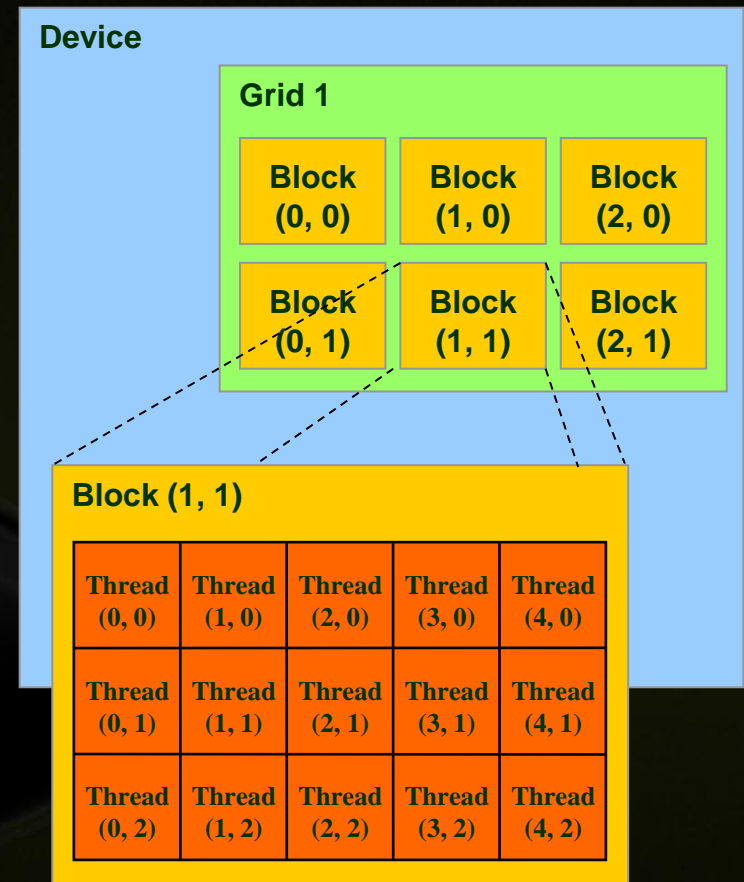 Device
Grid 1
Block Block Block
(0, 0) (1, 0) (2, 0)
Block Block Block
(0, 1) (1, 1) (2, 1)
Block (1, 1)
Thread Thread Thread Thread Thread
(0, 0) (1, 0) (2, 0) (3, 0) (4, 0)
Thread Thread Thread Thread Thread
(0, 1) (1, 1) (2, 1) (3, 1) (4, 1)
Thread Thread Thread Thread Thread
(0, 2) (1, 2) (2, 2) (3, 2) (4, 2)